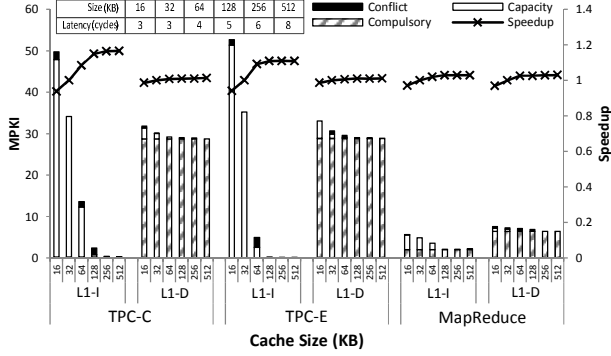 Size (KB) 16 32 64 128 256 512
Latency(cycles) 3 3 4 5 6 8
Conflict Capacity
Compulsory Speedup
MPKI
60
50
40
30
20
10
0
Speedup
1.4
1.2
1
0.8
0.6
0.4
0.2
0
16 32 64 128 256 512 16 32 64 128 256 512 16 32 64 128 256 512 16 32 64 128 256 512 16 32 64 128 256 512 16 32 64 128 256 512
L1-I L1-D L1-I L1-D L1-I L1-D
TPC-C TPC-E MapReduce
Cache Size (KB)